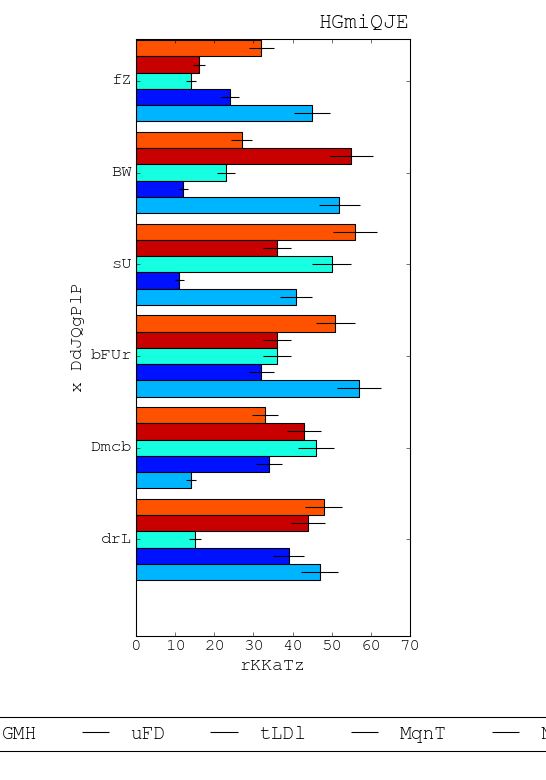 HGmiQJE
fZ
BW
sU
bFUr
Dmcb
drL
x DdJQgPlP
0 10 20 30 40 50 60 70
rKKaTz
GMH uFD tLDl MqnT